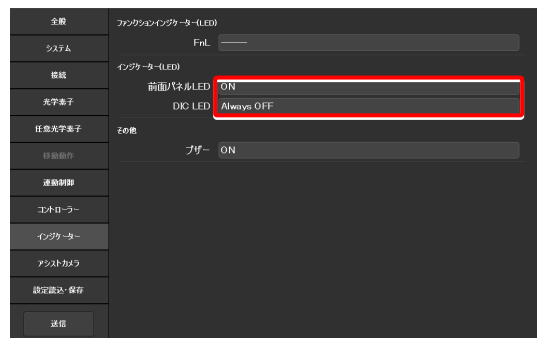 全般
システム
接続
光学素子
任意光学素子
移動動作
連動制御
コントローラー
インジケーター
アシストカメラ
設定読込・保存
送信
ファンクションインジケーター(LED)
FnL ───
インジケーター(LED)
前面パネルLED ON
DIC LED Always OFF
その他
ブザー ON